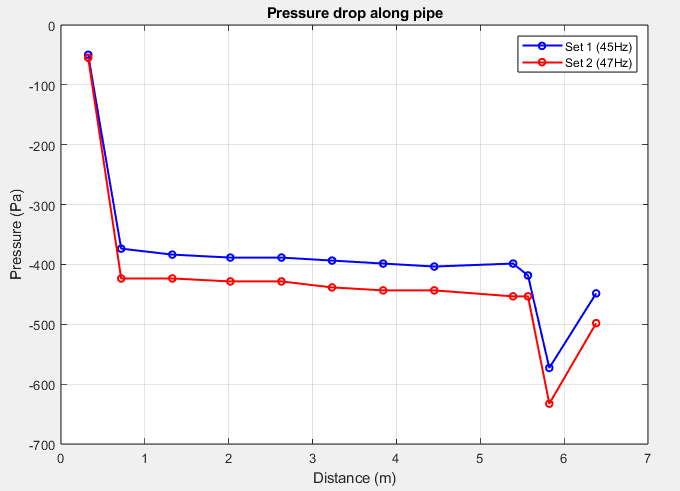 Pressure drop along pipe
Set 1 (45Hz)
Set 2 (47Hz)
0
-100
-200
-300
-400
-500
-600
-700
Pressure (Pa)
0 1 2 3 4 5 6 7
Distance (m)